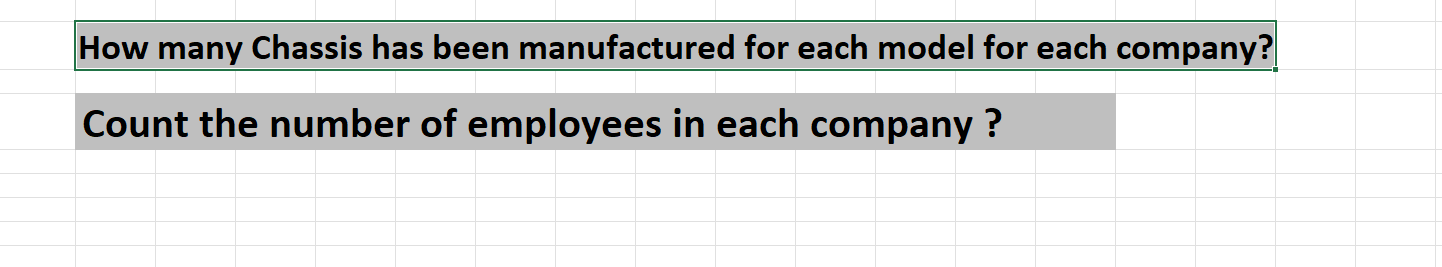 How many Chassis has been manufactured for each model for each company?
Count the number of employees in each company ?